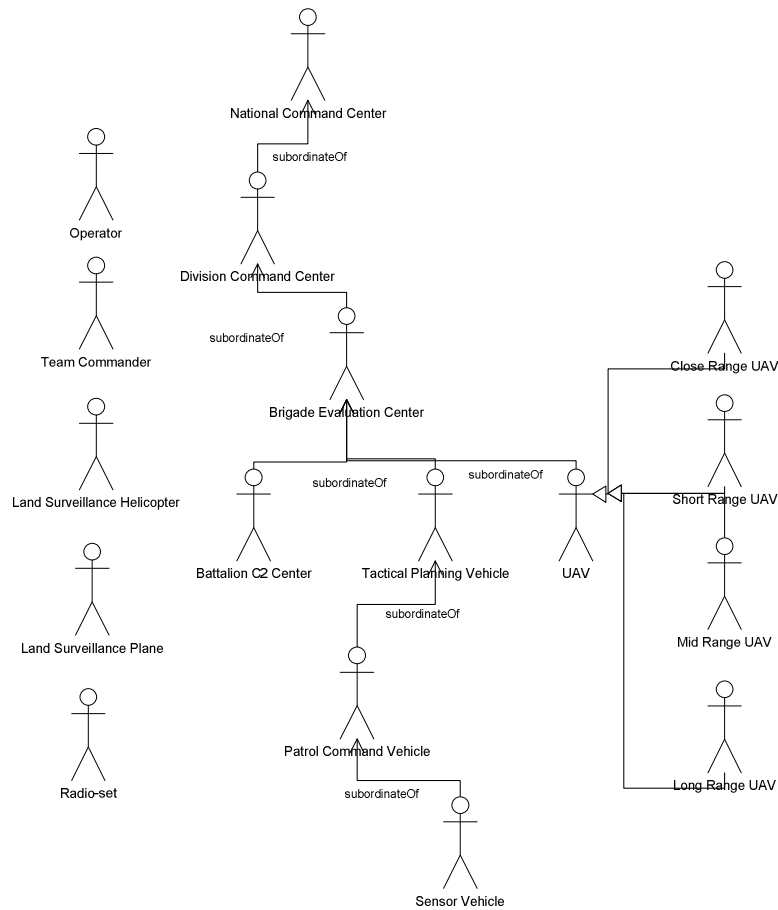 National Command Center
subordinateOf
Operator
Division Command Center
subordinateOf
Team Commander
Close Range UAV
Brigade Evaluation Center
subordinateOf
subordinateOf
Land Surveillance Helicopter
Short Range UAV
Battalion C2 Center
Tactical Planning Vehicle
UAV
subordinateOf
Land Surveillance Plane
Mid Range UAV
Patrol Command Vehicle
subordinateOf
Radio-set
Long Range UAV
Sensor Vehicle